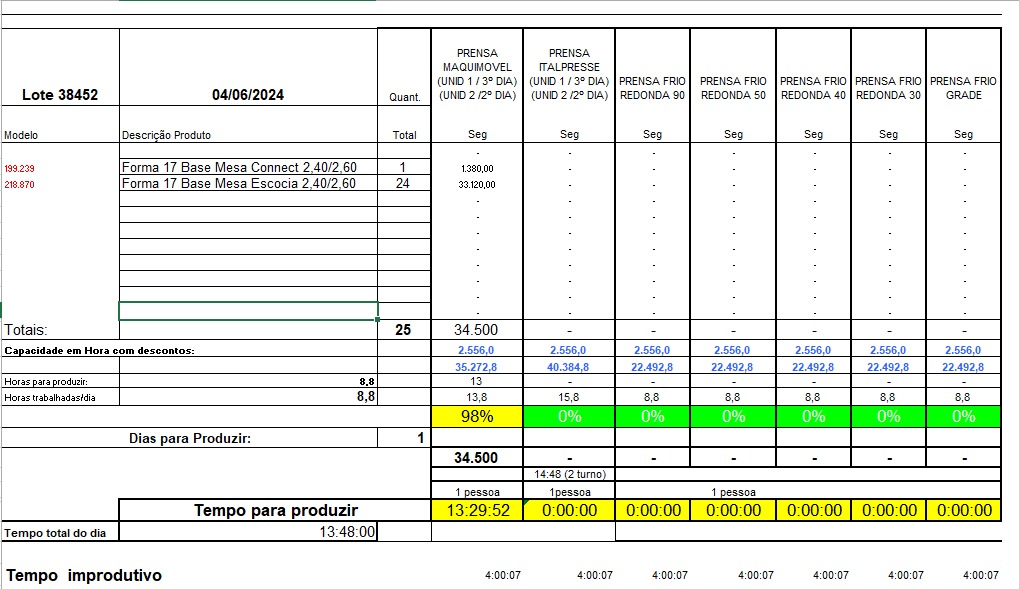 PRENSA MAQUIMOVEL (UNID 1 / 3º DIA) (UNID 2 /2º DIA)
PRENSA ITALPRESSE (UNID 1 / 3º DIA) (UNID 2 /2º DIA)
PRENSA FRIO REDONDA 90
PRENSA FRIO REDONDA 50
PRENSA FRIO REDONDA 40
PRENSA FRIO REDONDA 30
PRENSA FRIO GRADE
Lote 38452 04/06/2024 Quant.
Modelo Descrição Produto Total Seg Seg Seg Seg Seg Seg Seg
- - - - - - -
199.239 Forma 17 Base Mesa Connect 2,40/2,60 1 1.380,00 - - - - - -
218.870 Forma 17 Base Mesa Escocia 2,40/2,60 24 33.120,00 - - - - - -
- - - - - - -
- - - - - - -
- - - - - - -
- - - - - - -
- - - - - - -
- - - - - - -
- - - - - - -
- - - - - - -
Totais: 25 34.500 - - - - - -
Capacidade em Hora com descontos: 2.556,0 2.556,0 2.556,0 2.556,0 2.556,0 2.556,0 2.556,0
35.272,8 40.384,8 22.492,8 22.492,8 22.492,8 22.492,8 22.492,8
Horas para produzir: 8,8 13 - - - - - -
Horas trabalhadas/dia 8,8 13,8 15,8 8,8 8,8 8,8 8,8 8,8
98% 0% 0% 0% 0% 0% 0%
Dias para Produzir: 1
34.500 - - - - - -
14:48 (2 turno)
1 pessoa 1pessoa 1 pessoa
Tempo para produzir 13:29:52 0:00:00 0:00:00 0:00:00 0:00:00 0:00:00 0:00:00
Tempo total do dia 13:48:00
Tempo improdutivo 4:00:07 4:00:07 4:00:07 4:00:07 4:00:07 4:00:07 4:00:07